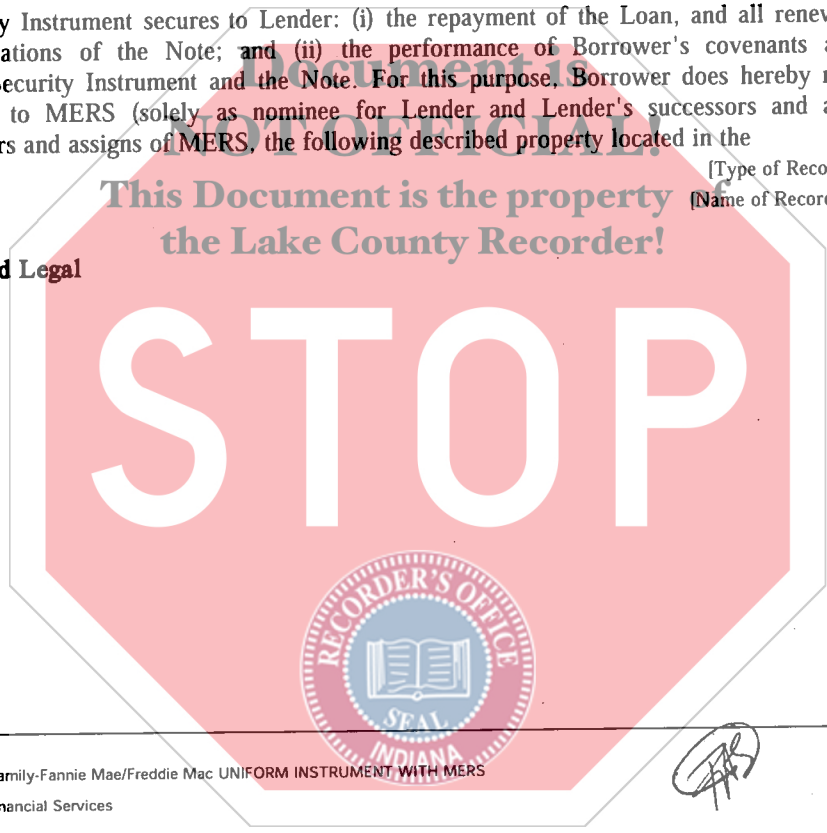 y Instrument secures to Lender: (i) the repayment of the Loan, and all renew
ations of the Note; and (ii) the performance of Borrower's covenants a
ecurity Instrument and the Note. For this purpose, Borrower does hereby
to MERS (solely as nominee for Lender and Lender's successors and a
rs and assigns of MERS, the following described property located in the
[Type of Reco
[Name of Record
d Legal
Document is
NOT OFFICIAL!
This Document is the property of
the Lake County Recorder!
STOP
RECORDER'S OFFICE
SEAL
INDIANA
amily-Fannie Mae/Freddie Mac UNIFORM INSTRUMENT WITH MERS
nancial Services